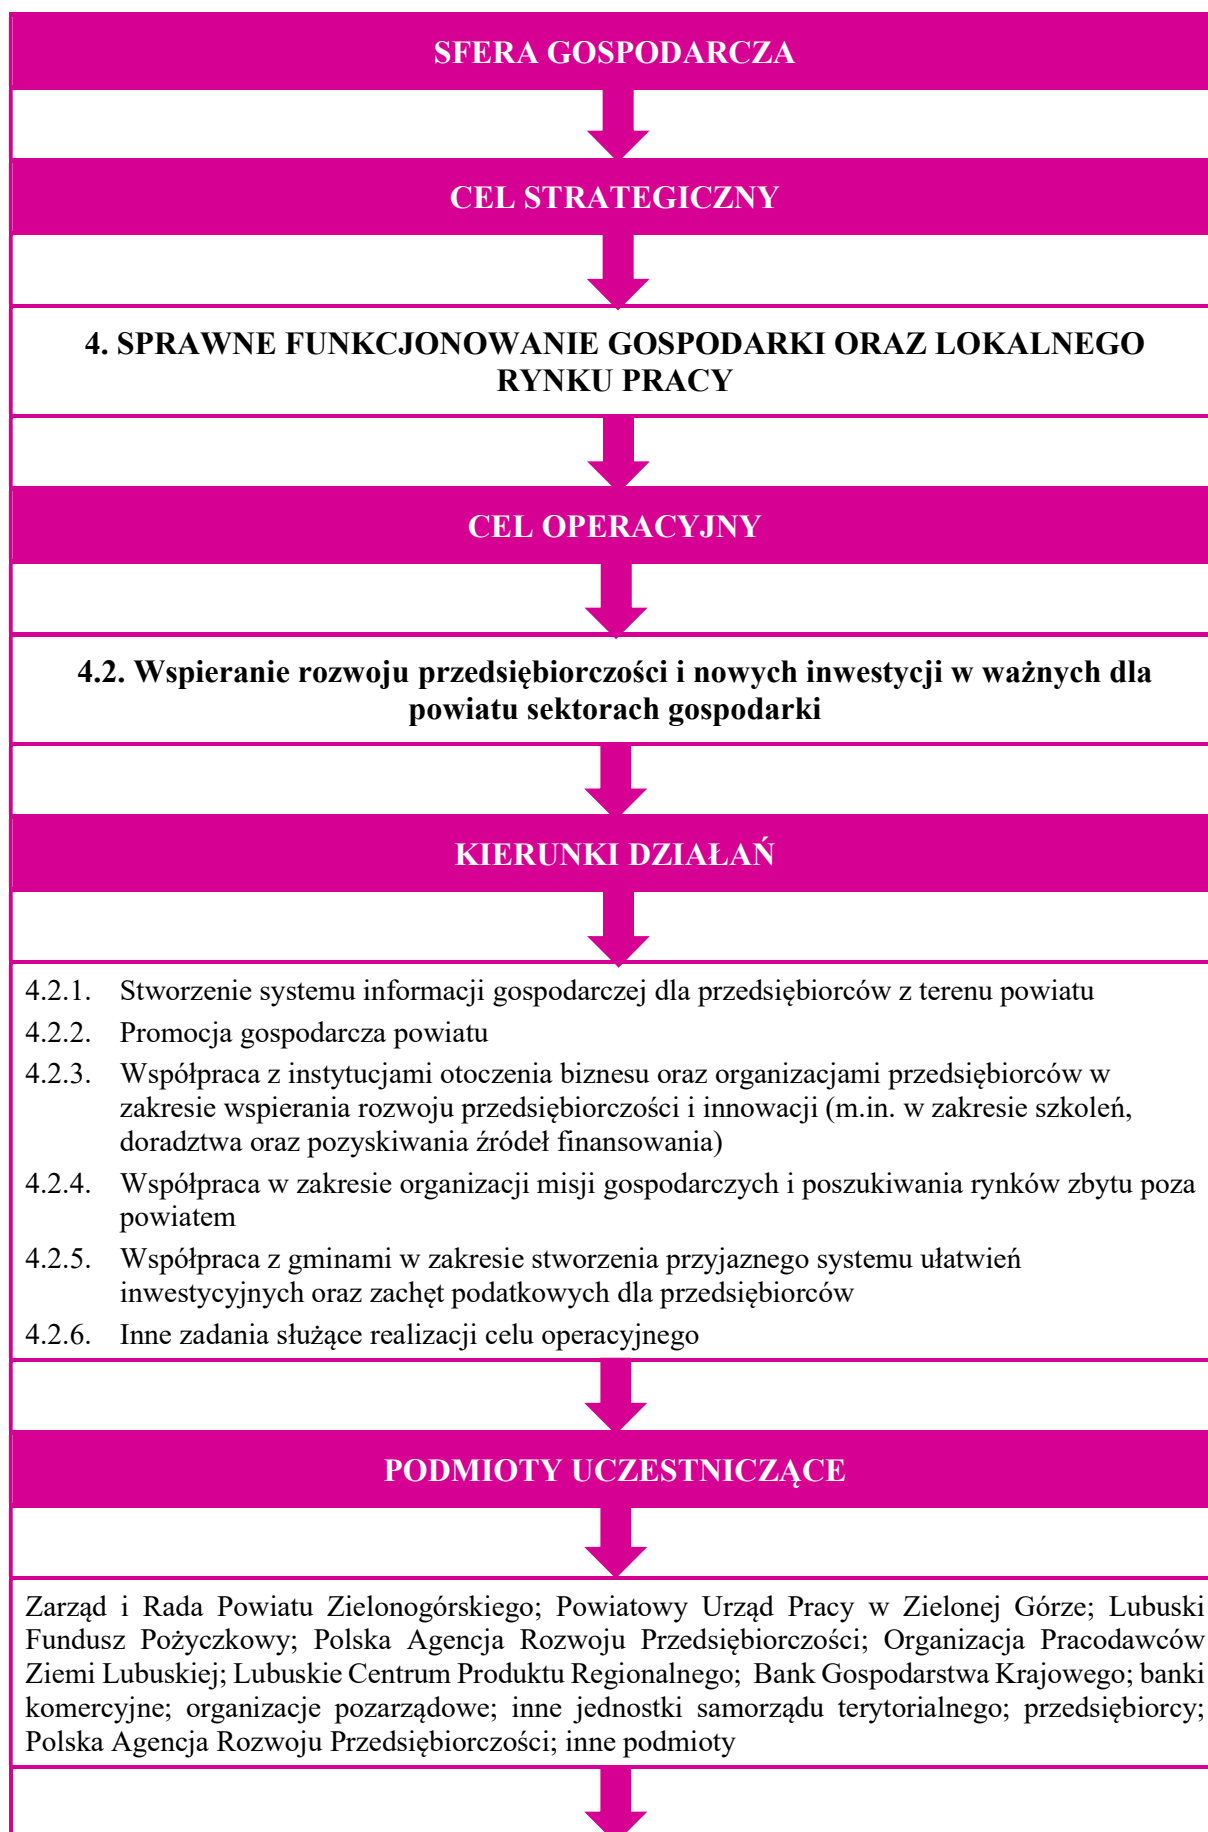 SFERA GOSPODARCZA
CEL STRATEGICZNY
4. SPRAWNE FUNKCJONOWANIE GOSPODARKI ORAZ LOKALNEGO
RYNKU PRACY
CEL OPERACYJNY
4.2. Wspieranie rozwoju przedsiębiorczości i nowych inwestycji w ważnych dla
powiatu sektorach gospodarki
KIERUNKI DZIAŁAŃ
4.2.1. Stworzenie systemu informacji gospodarczej dla przedsiębiorców z terenu powiatu
4.2.2. Promocja gospodarcza powiatu
4.2.3. Współpraca z instytucjami otoczenia biznesu oraz organizacjami przedsiębiorców w
zakresie wspierania rozwoju przedsiębiorczości i innowacji (m.in. w zakresie szkoleń,
doradztwa oraz pozyskiwania źródeł finansowania)
4.2.4. Współpraca w zakresie organizacji misji gospodarczych i poszukiwania rynków zbytu poza
powiatem
4.2.5. Współpraca z gminami w zakresie stworzenia przyjaznego systemu ułatwień
inwestycyjnych oraz zachęt podatkowych dla przedsiębiorców
4.2.6. Inne zadania służące realizacji celu operacyjnego
PODMIOTY UCZESTNICZĄCE
Zarząd i Rada Powiatu Zielonogórskiego; Powiatowy Urząd Pracy w Zielonej Górze; Lubuski
Fundusz Pożyczkowy; Polska Agencja Rozwoju Przedsiębiorczości; Organizacja Pracodawców
Ziemi Lubuskiej; Lubuskie Centrum Produktu Regionalnego; Bank Gospodarstwa Krajowego; banki
komercyjne; organizacje pozarządowe; inne jednostki samorządu terytorialnego; przedsiębiorcy;
Polska Agencja Rozwoju Przedsiębiorczości; inne podmioty